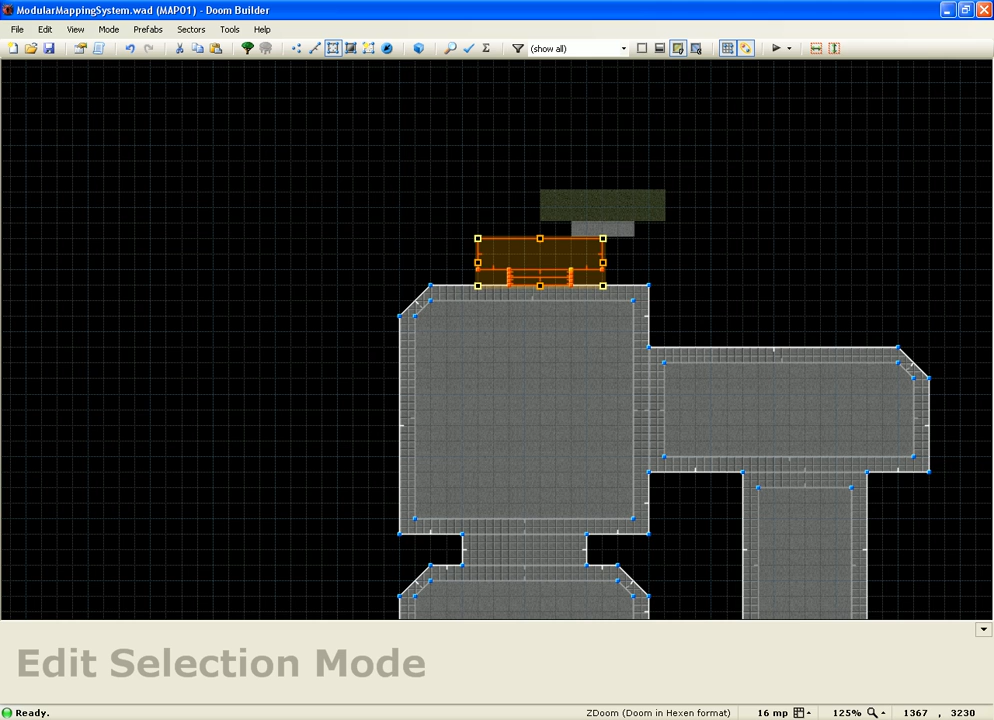 ModularMappingSystem.wad (MAP01) - Doom Builder
File Edit View Mode Prefabs Sectors Tools Help
(show all)
Edit Selection Mode
Ready. ZDoom (Doom in Hexen format) 16 mp 125% 1367 , 3230